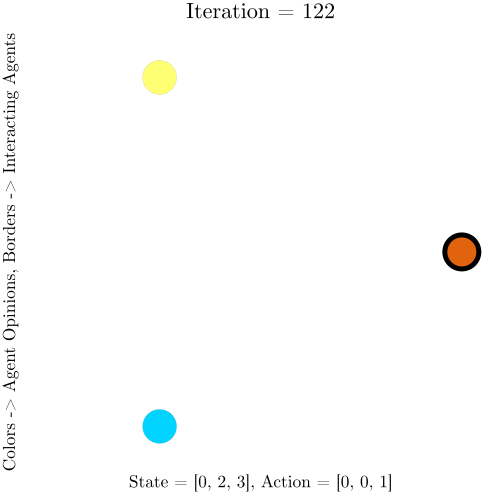 Iteration = 122
Colors -> Agent Opinions, Borders -> Interacting Agents
State = [0, 2, 3], Action = [0, 0, 1]